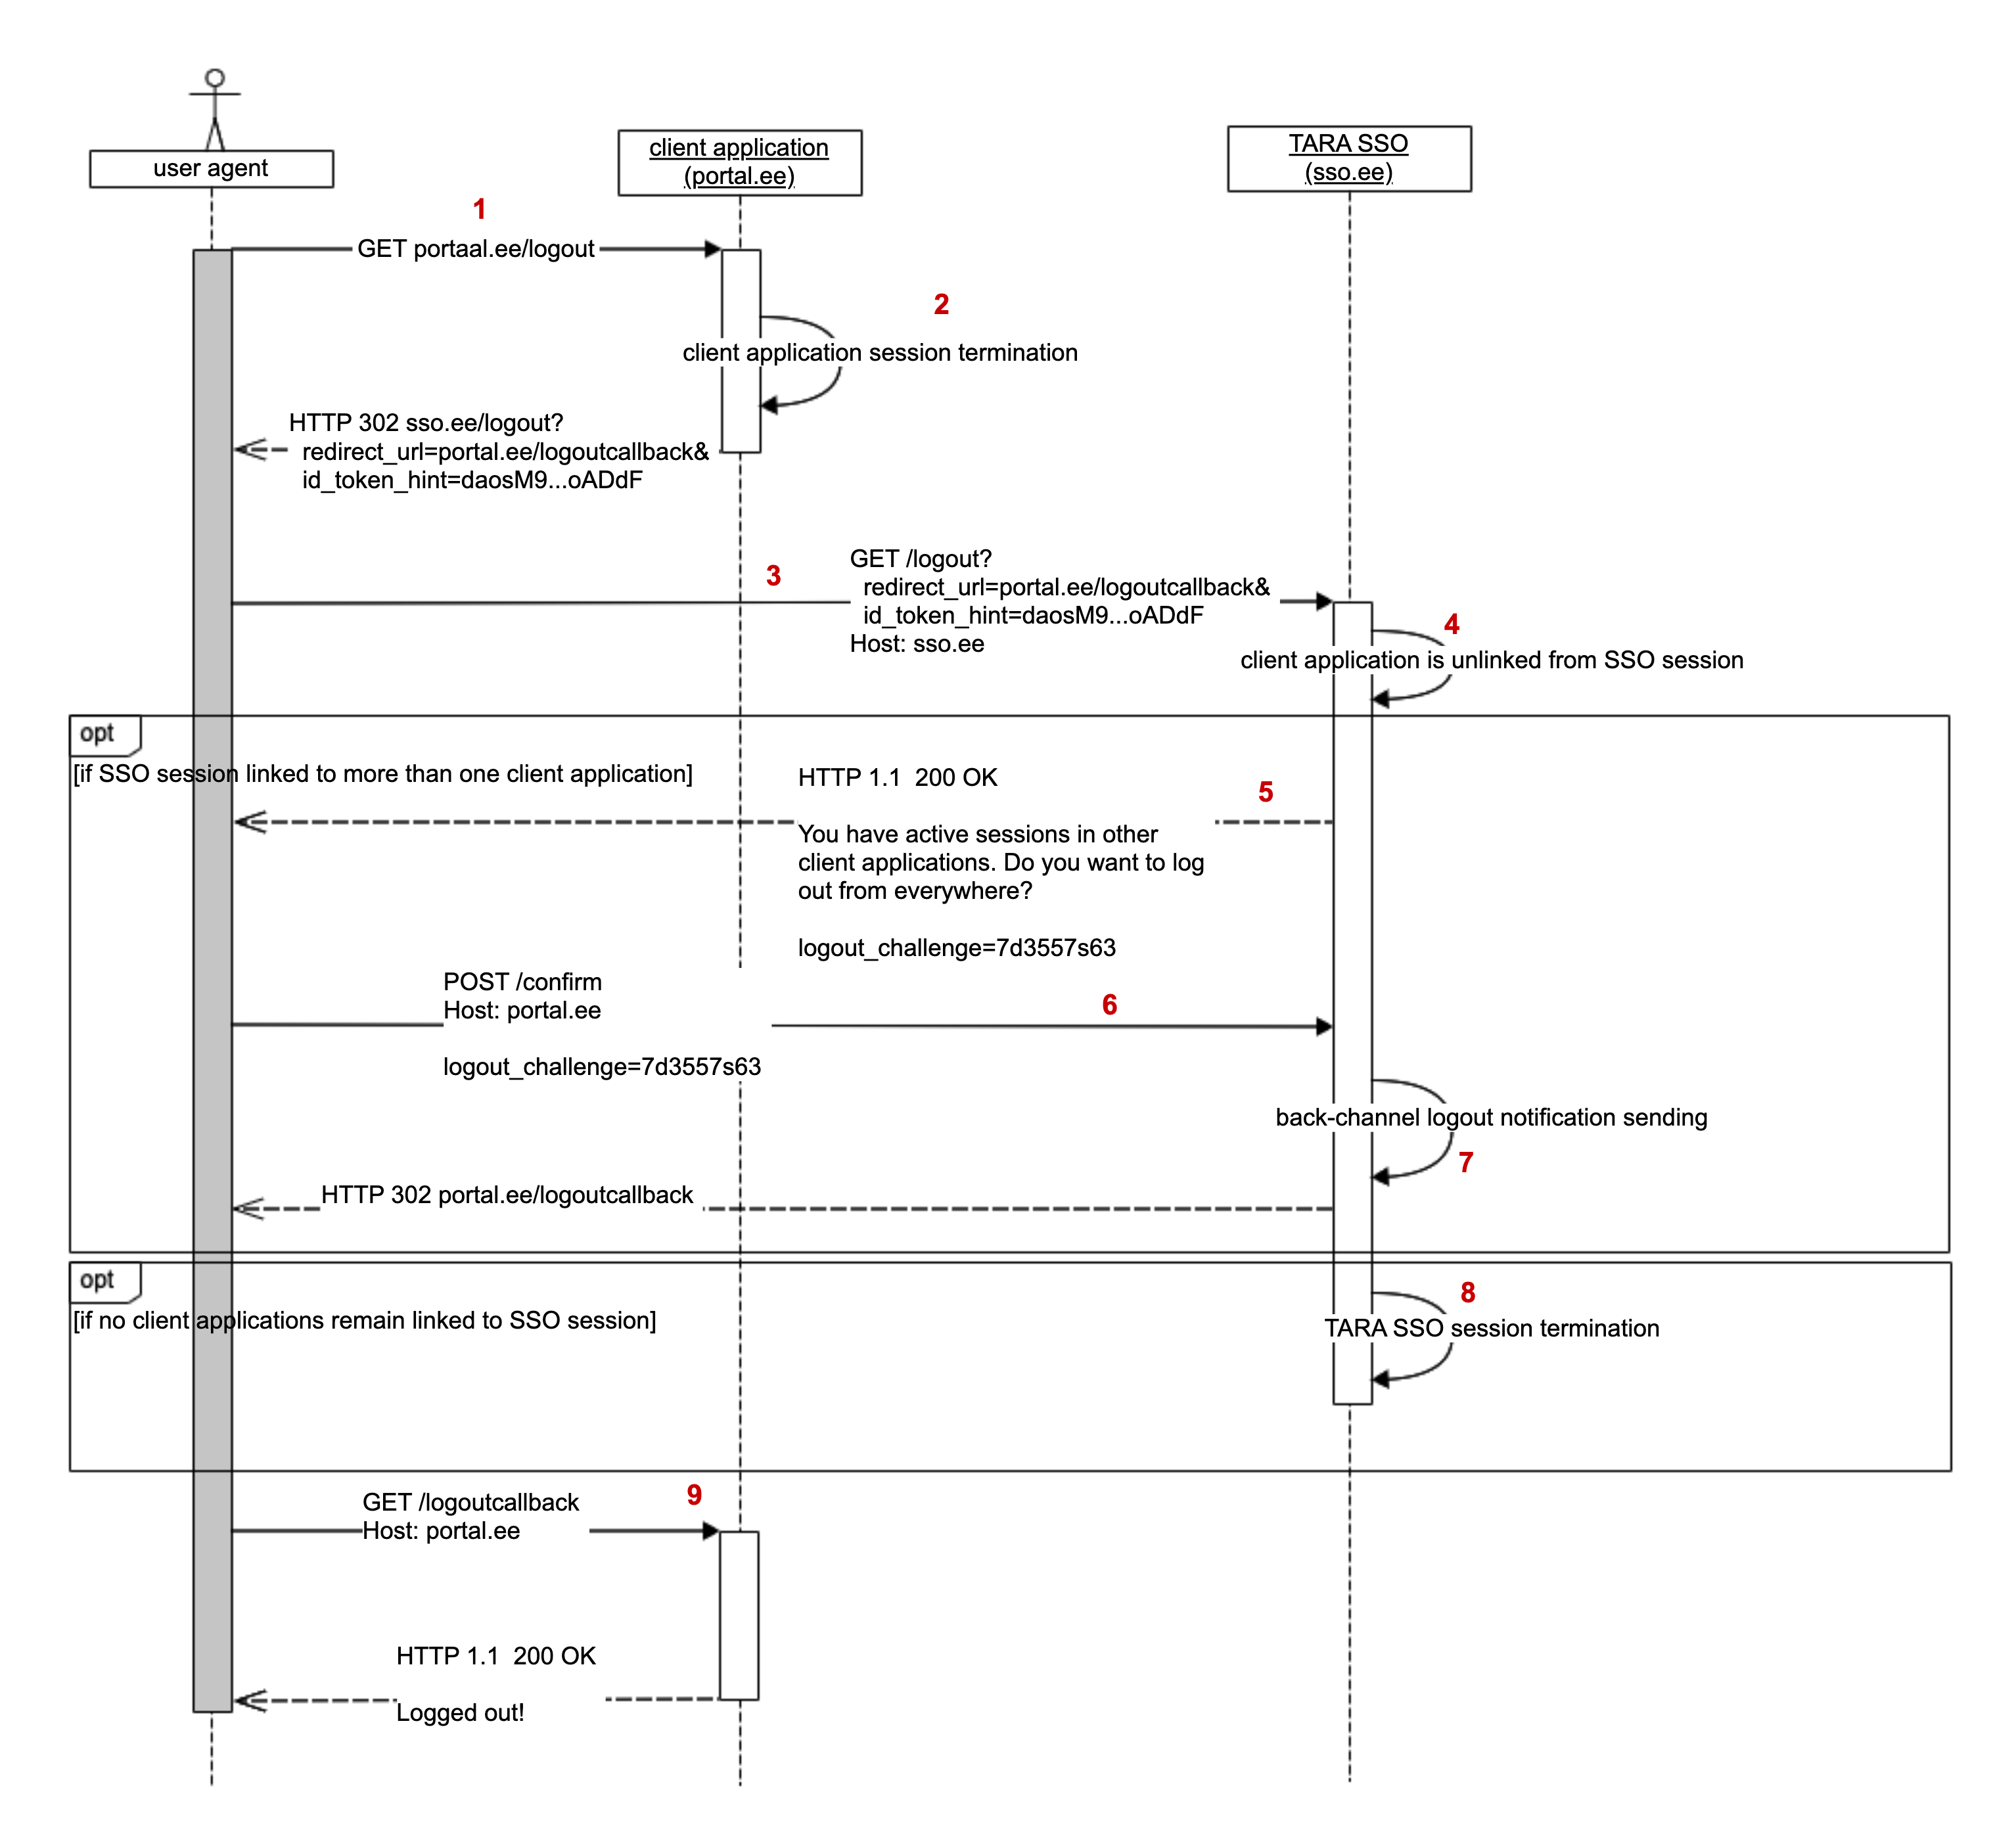 user agent
client application
(portal.ee)
TARA SSO
(sso.ee)
1
GET portaal.ee/logout
2
client application session termination
HTTP 302 sso.ee/logout?
redirect_url=portal.ee/logoutcallback&
id_token_hint=daosM9...oADdF
3
GET /logout?
redirect_url=portal.ee/logoutcallback&
id_token_hint=daosM9...oADdF
Host: sso.ee
4
client application is unlinked from SSO session
opt
[if SSO session linked to more than one client application]
HTTP 1.1  200 OK
5
You have active sessions in other
client applications. Do you want to log
out from everywhere?
logout_challenge=7d3557s63
POST /confirm
Host: portal.ee
6
logout_challenge=7d3557s63
back-channel logout notification sending
7
HTTP 302 portal.ee/logoutcallback
opt
[if no client applications remain linked to SSO session]
8
TARA SSO session termination
9
GET /logoutcallback
Host: portal.ee
HTTP 1.1  200 OK
Logged out!